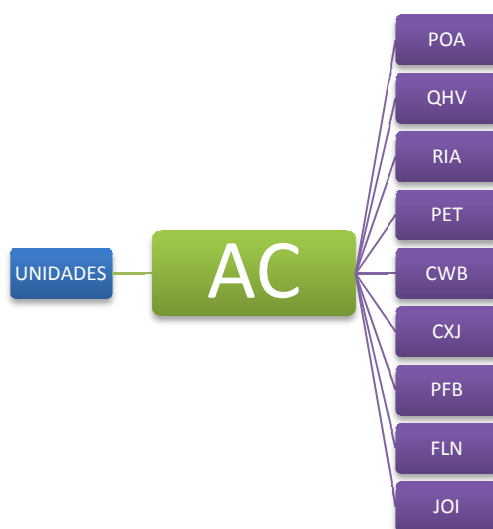 UNIDADES
AC
POA
QHV
RIA
PET
CWB
CXJ
PFB
FLN
JOI